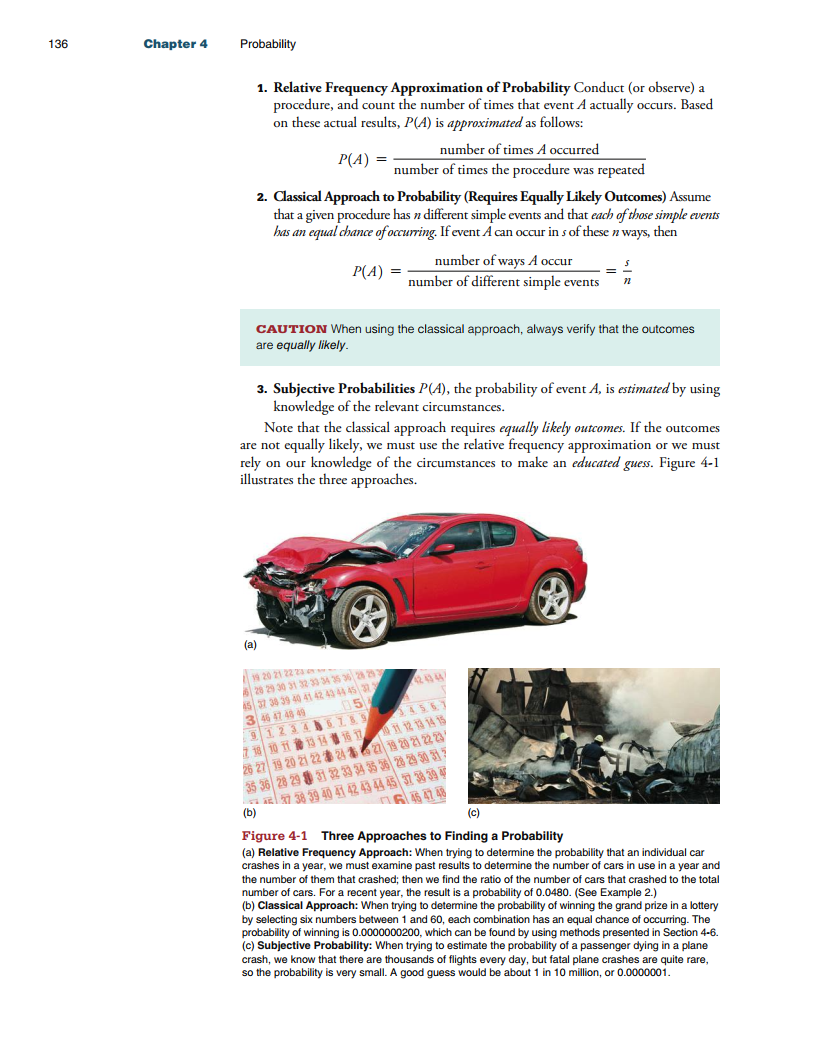 136 Chapter 4 Probability
1. Relative Frequency Approximation of Probability Conduct (or observe) a
procedure, and count the number of times that event A actually occurs. Based
on these actual results, P(A) is approximated as follows:
P(A) = number of times A occurred / number of times the procedure was repeated
2. Classical Approach to Probability (Requires Equally Likely Outcomes) Assume
that a given procedure has n different simple events and that each of those simple events
has an equal chance of occurring. If event A can occur in s of these n ways, then
P(A) = number of ways A occur / number of different simple events = s / n
CAUTION When using the classical approach, always verify that the outcomes
are equally likely.
3. Subjective Probabilities P(A), the probability of event A, is estimated by using
knowledge of the relevant circumstances.
Note that the classical approach requires equally likely outcomes. If the outcomes
are not equally likely, we must use the relative frequency approximation or we must
rely on our knowledge of the circumstances to make an educated guess. Figure 4-1
illustrates the three approaches.
(a)
(b)
(c)
Figure 4-1 Three Approaches to Finding a Probability
(a) Relative Frequency Approach: When trying to determine the probability that an individual car
crashes in a year, we must examine past results to determine the number of cars in use in a year and
the number of them that crashed; then we find the ratio of the number of cars that crashed to the total
number of cars. For a recent year, the result is a probability of 0.0480. (See Example 2.)
(b) Classical Approach: When trying to determine the probability of winning the grand prize in a lottery
by selecting six numbers between 1 and 60, each combination has an equal chance of occurring. The
probability of winning is 0.0000000200, which can be found by using methods presented in Section 4-6.
(c) Subjective Probability: When trying to estimate the probability of a passenger dying in a plane
crash, we know that there are thousands of flights every day, but fatal plane crashes are quite rare,
so the probability is very small. A good guess would be about 1 in 10 million, or 0.0000001.